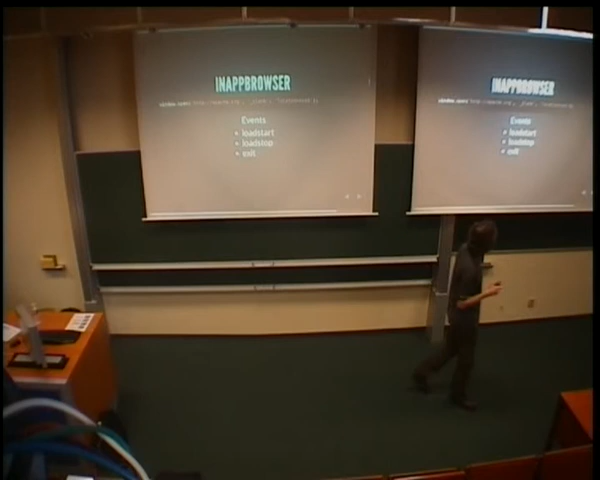 INAPPBROWSER
Events
loadstart
loadstop
exit
INAPPBROWSER
Events
loadstart
loadstop
exit